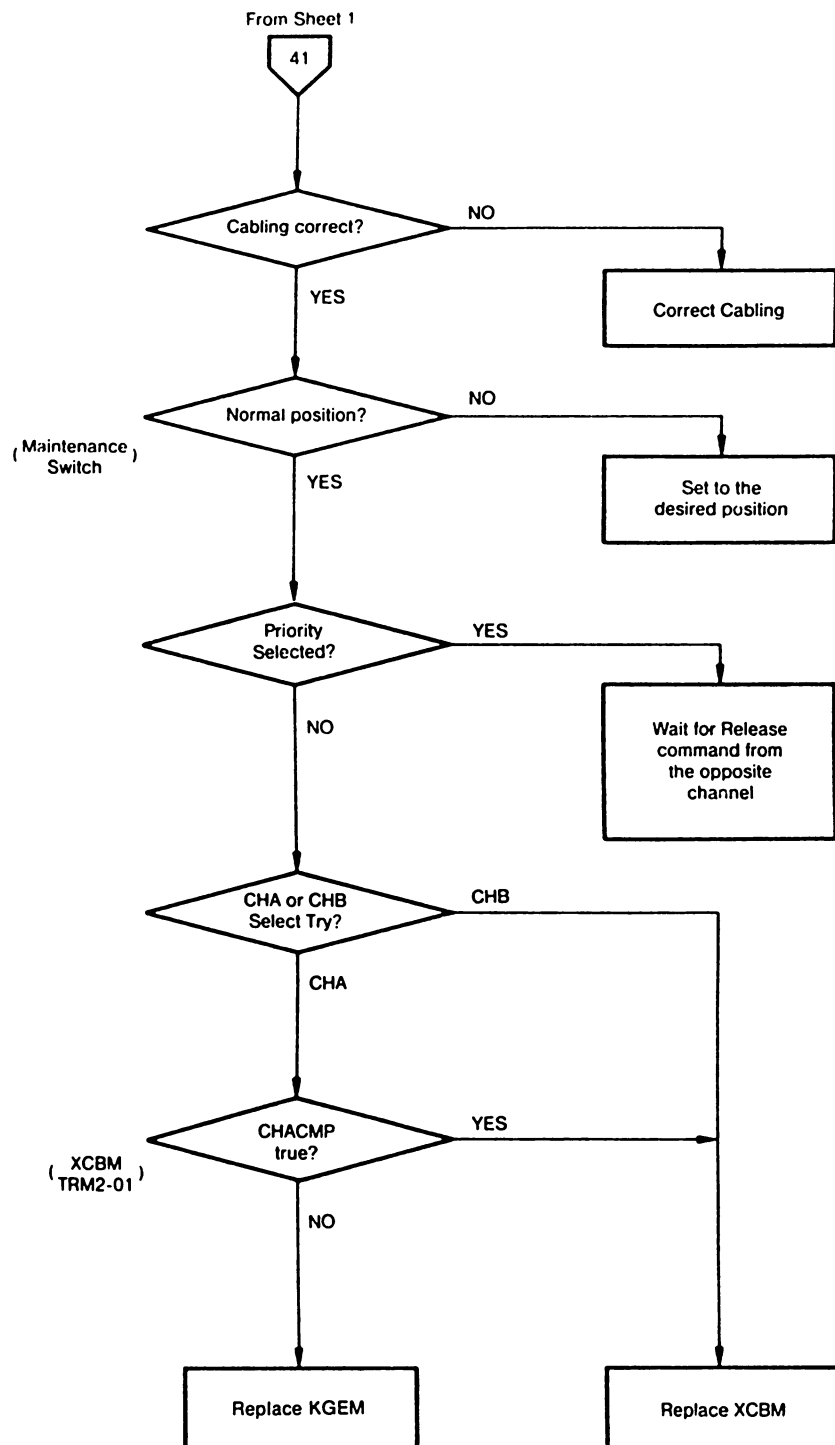 From Sheet 1
41
Cabling correct?
NO
YES
Correct Cabling
Normal position?
NO
(Maintenance
Switch)
YES
Set to the
desired position
Priority
Selected?
YES
NO
Wait for Release
command from
the opposite
channel
CHA or CHB
Select Try?
CHB
CHA
CHACMP
true?
YES
(XCBM
TRM2-01)
NO
Replace KGEM
Replace XCBM